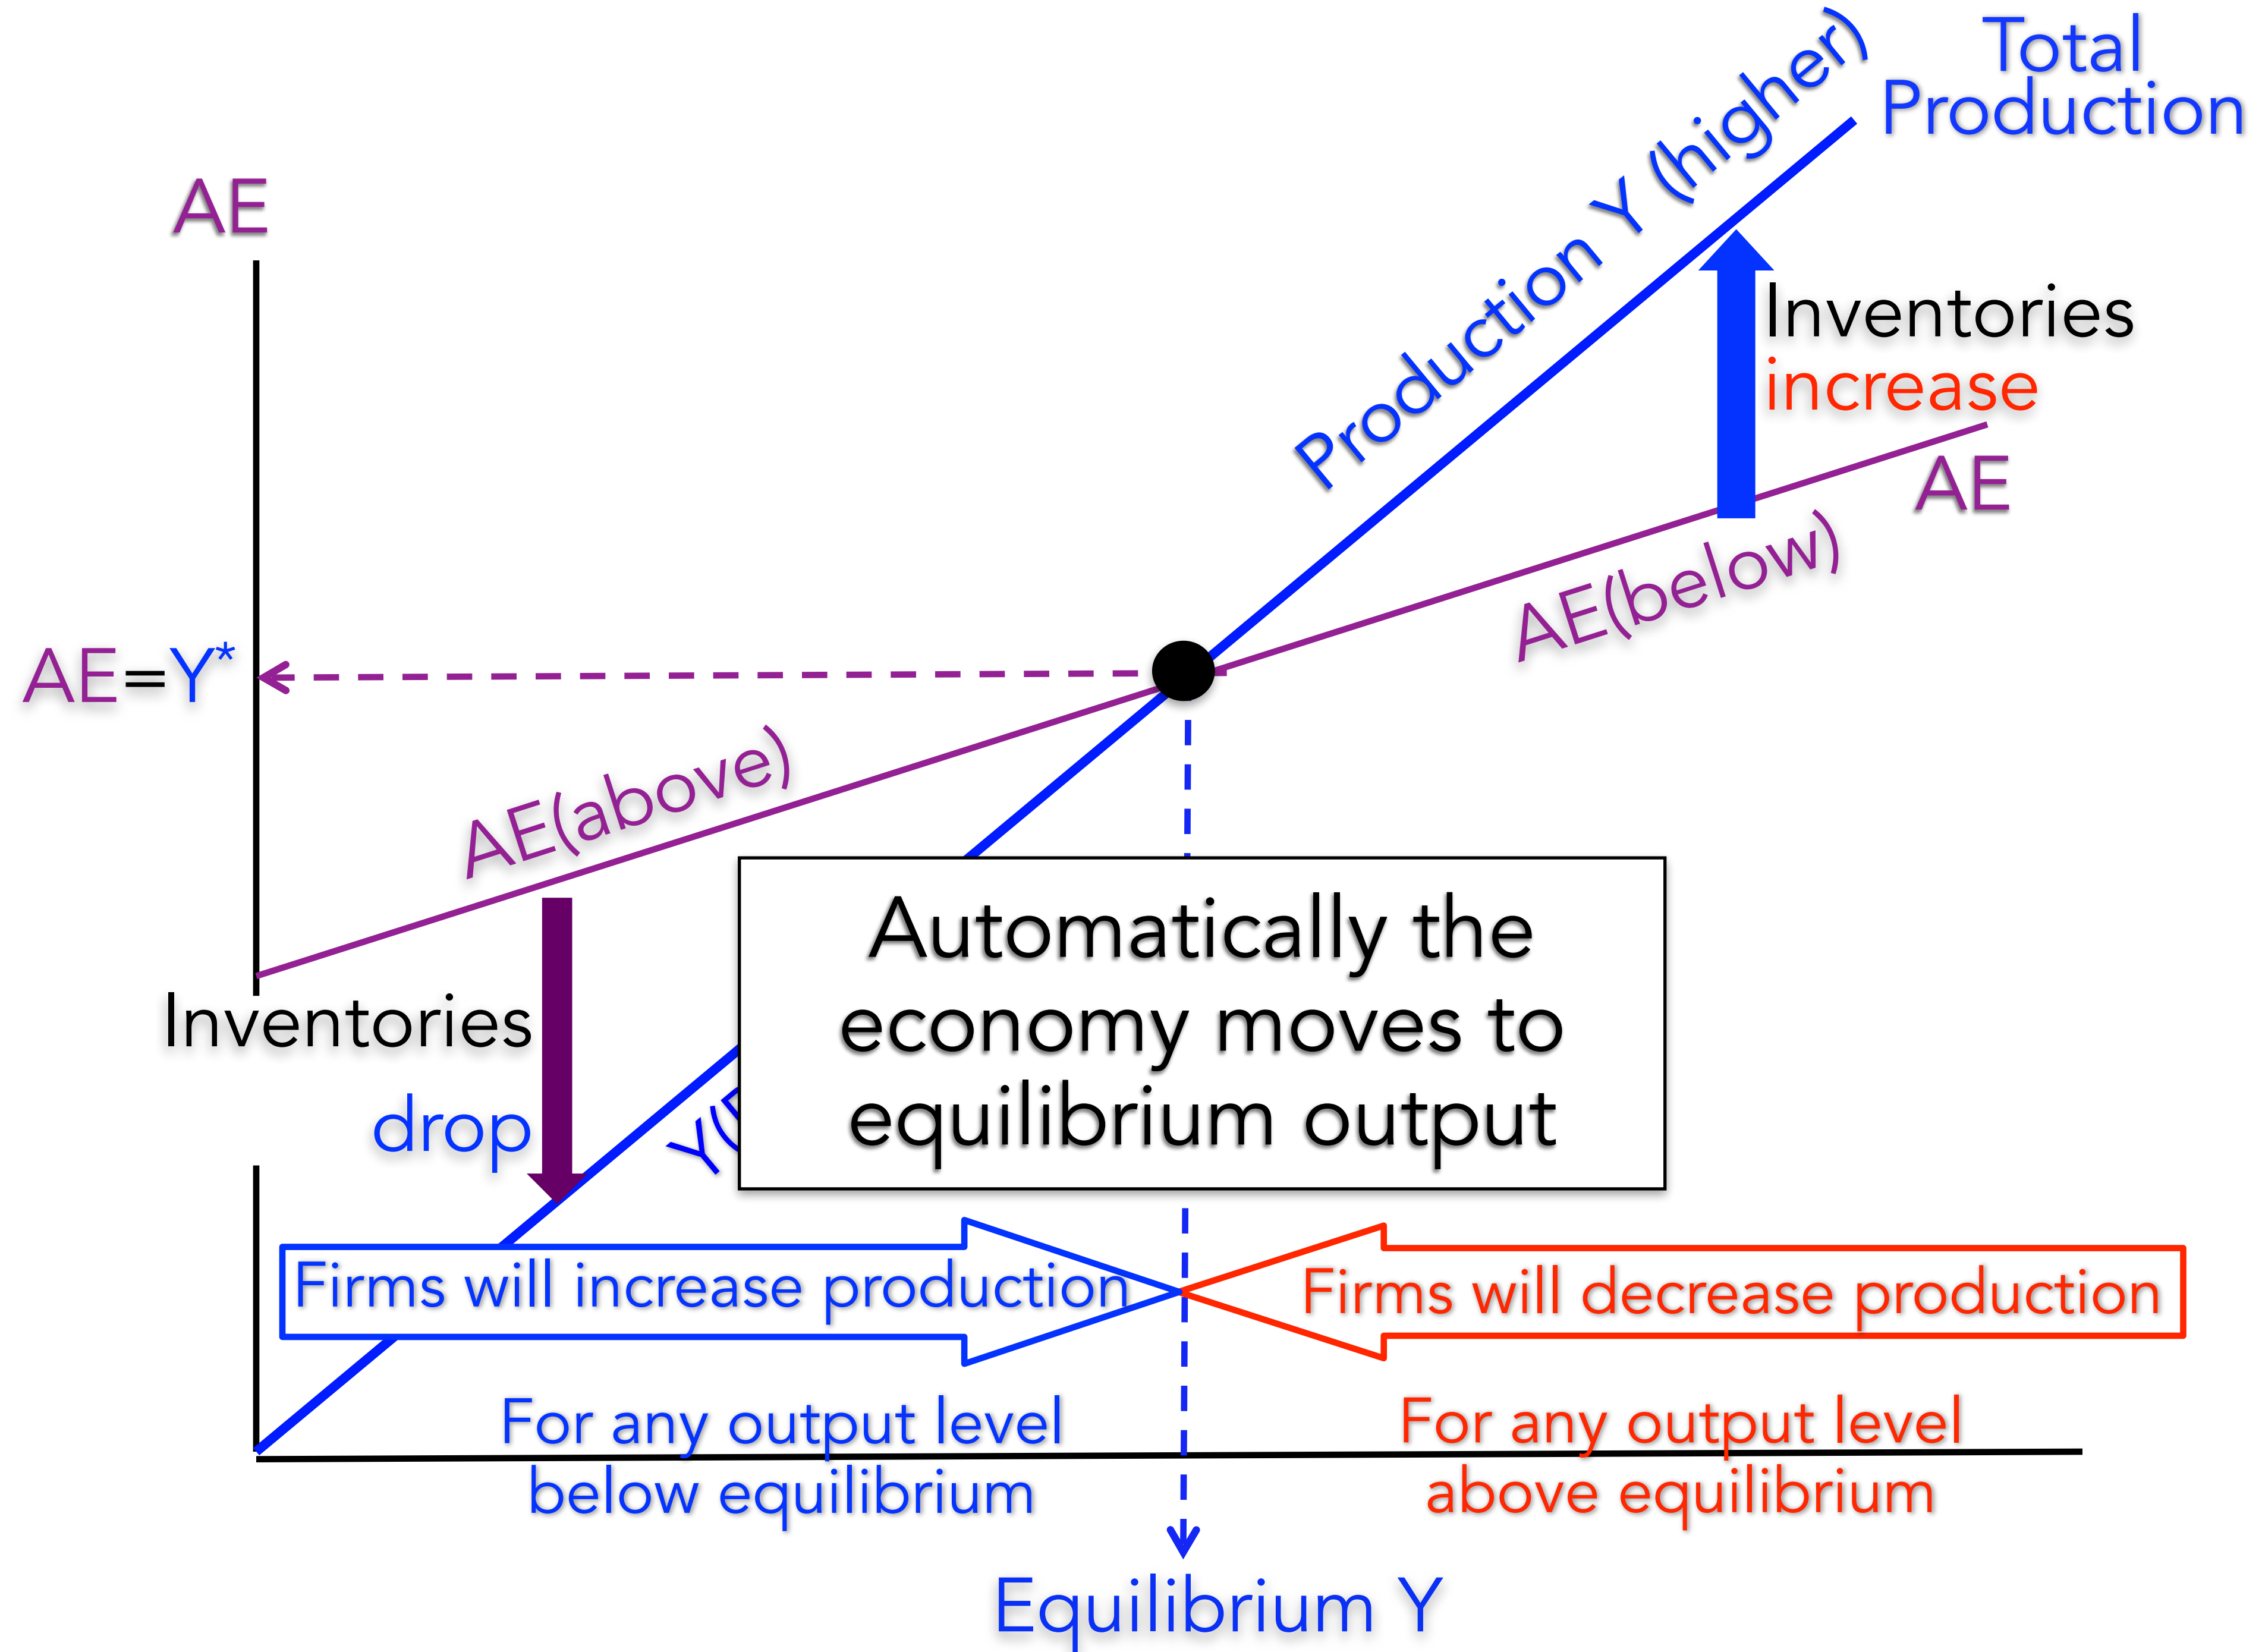 Total
Production
AE
Production Y (higher)
Inventories
increase
AE
AE(below)
AE=Y*
AE(above)
Automatically the
economy moves to
equilibrium output
Inventories
drop
Firms will increase production
Firms will decrease production
For any output level
below equilibrium
For any output level
above equilibrium
Equilibrium Y